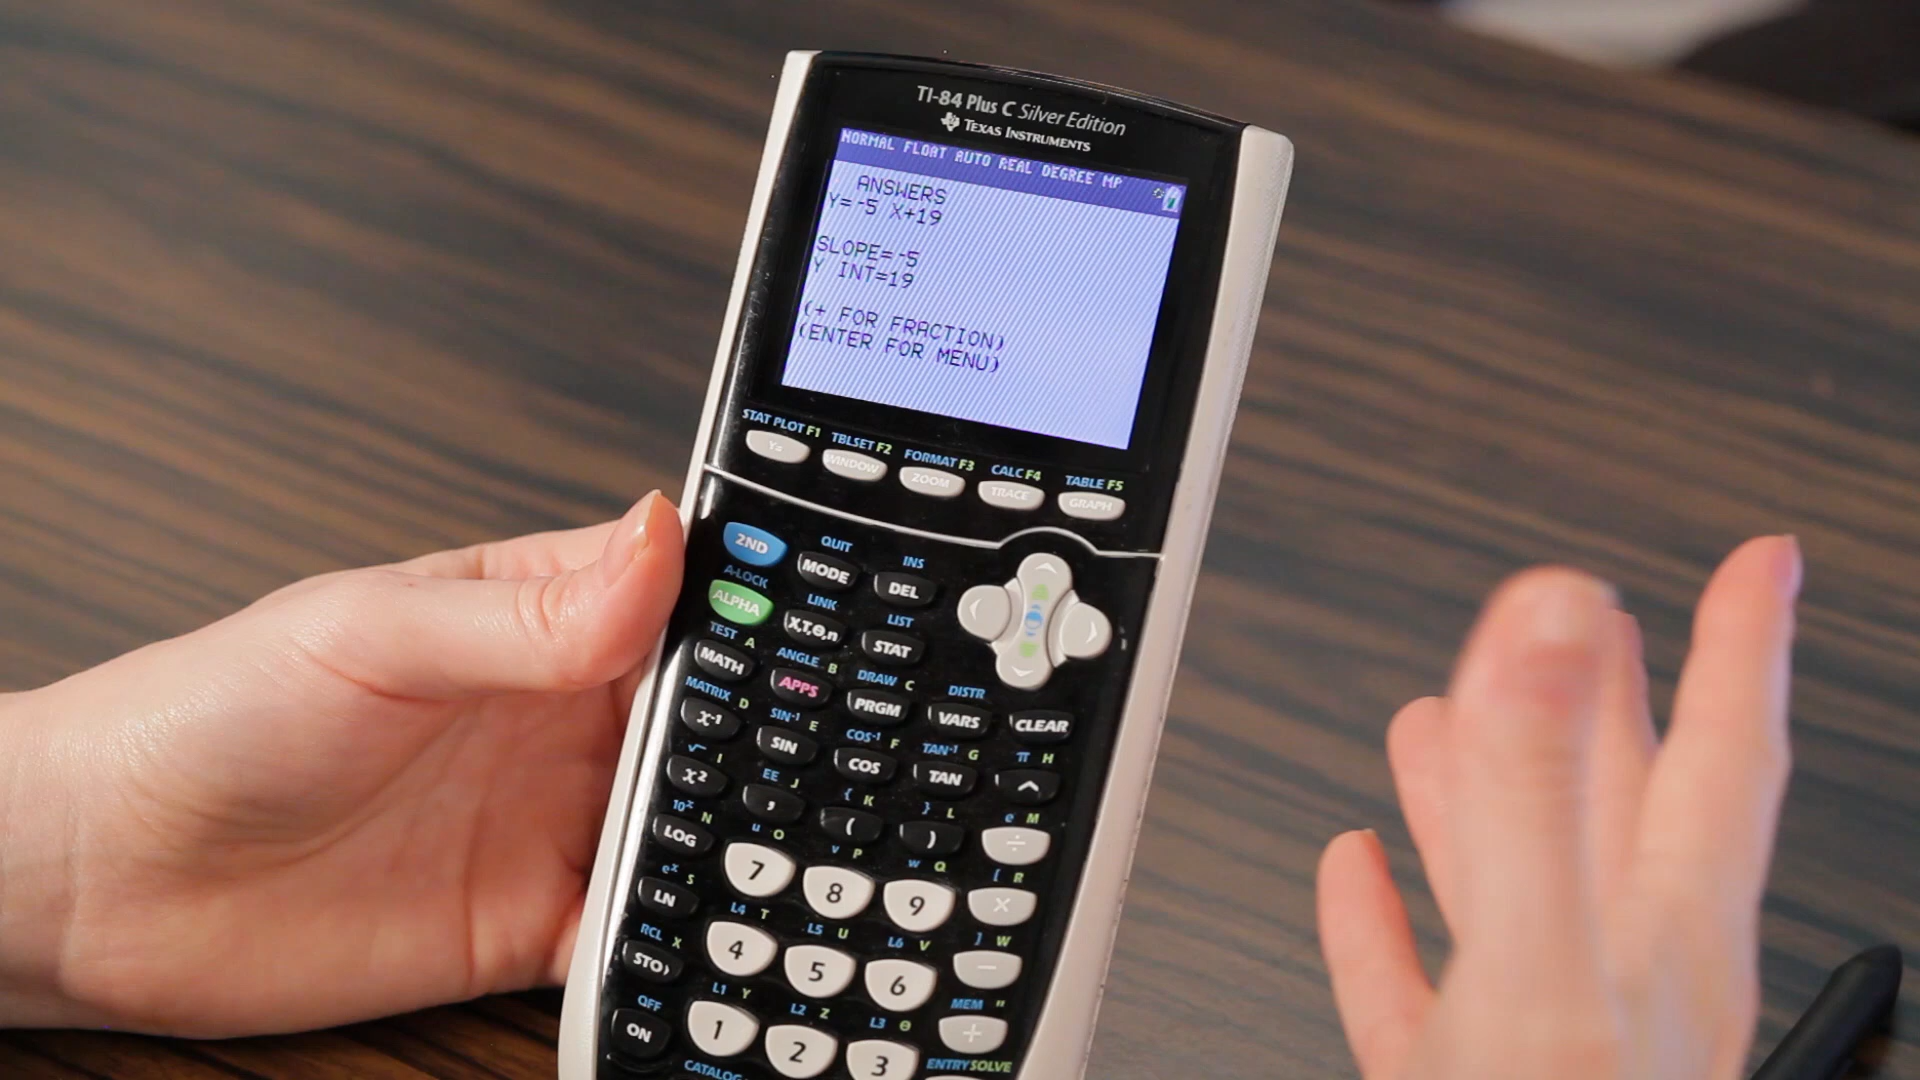 TI-84 Plus C Silver Edition
TEXAS INSTRUMENTS
NORMAL FLOAT AUTO REAL DEGREE MP
ANSWERS
Y=-5 X+19
SLOPE=-5
Y INT=19
(+ FOR FRACTION)
(ENTER FOR MENU)
STAT PLOT F1 TBLSET F2 FORMAT F3 CALC F4 TABLE F5
Y= WINDOW ZOOM TRACE GRAPH
QUIT INS
2ND MODE DEL
A-LOCK LINK LIST
ALPHA X,T,θ,n STAT
TEST A ANGLE B DRAW C DISTR
MATH APPS PRGM VARS CLEAR
MATRIX D SIN-1 E COS-1 F TAN-1 G π H
x-1 SIN COS TAN ^
√ I EE J { K } L e M
x² , ( ) ÷
10x N u O v P w Q [ R
LOG 7 8 9 ×
ex S L4 T L5 U L6 V ] W
LN 4 5 6 −
RCL X L1 Y L2 Z L3 θ MEM "
STO› 1 2 3 +
OFF CATALOG ENTRY SOLVE
ON